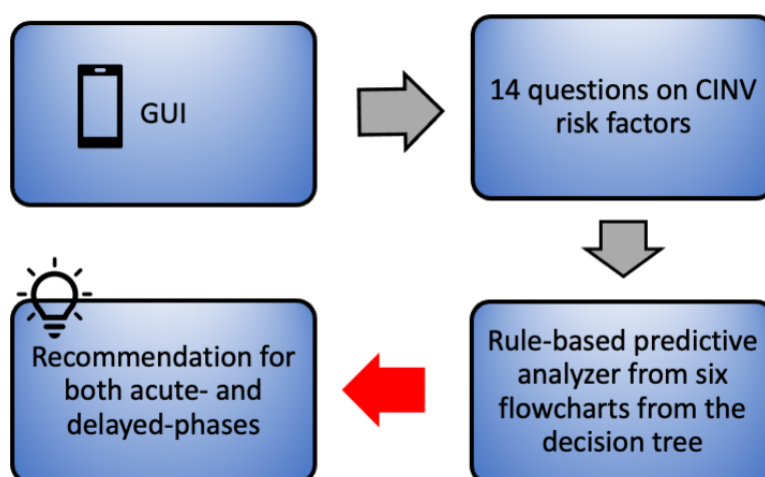 GUI
14 questions on CINV
risk factors
Rule-based predictive
analyzer from six
flowcharts from the
decision tree
Recommendation for
both acute- and
delayed-phases